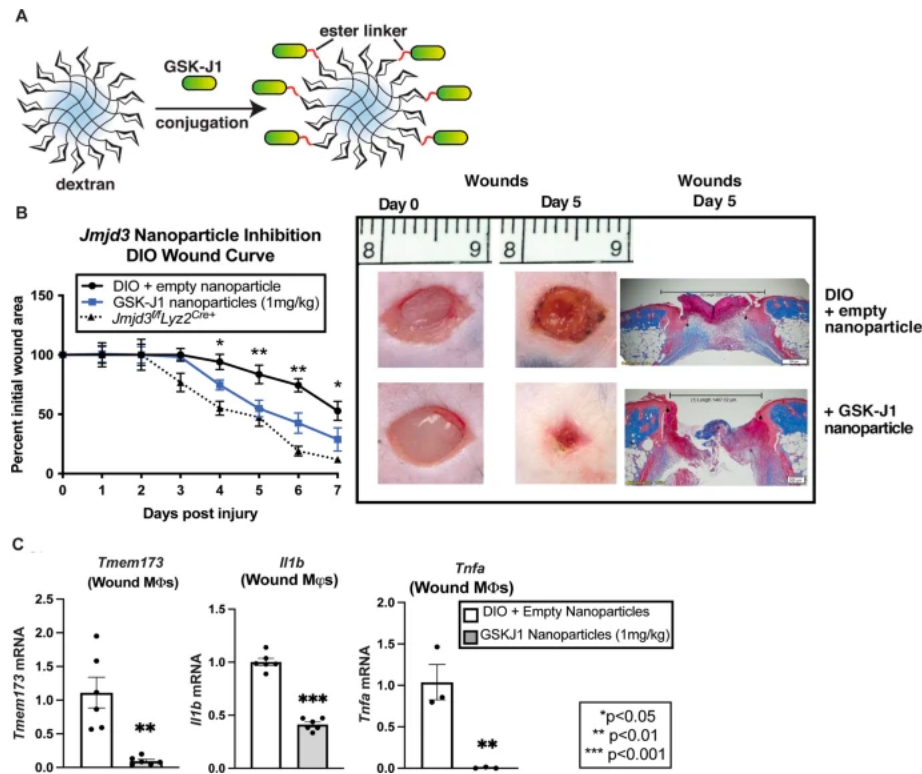 A
GSK-J1
conjugation
ester linker
dextran
B
Jmjd3 Nanoparticle Inhibition
DIO Wound Curve
DIO + empty nanoparticle
GSK-J1 nanoparticles (1mg/kg)
Jmjd3f/fLyz2Cre+
Percent initial wound area
150
100
50
0
* ** ** *
0 1 2 3 4 5 6 7
Days post injury
Wounds
Day 0 Day 5
Wounds
Day 5
8 9 8 9
DIO
+ empty
nanoparticle
+ GSK-J1
nanoparticle
C
Tmem173
(Wound MΦs)
Tmem173 mRNA
2.5
2.0
1.5
1.0
0.5
0.0
**
Il1b
(Wound Mφs)
Il1b mRNA
1.5
1.0
0.5
0.0
***
Tnfa
(Wound MΦs)
Tnfa mRNA
2.0
1.5
1.0
0.5
0.0
**
DIO + Empty Nanoparticles
GSKJ1 Nanoparticles (1mg/kg)
*p<0.05
** p<0.01
*** p<0.001